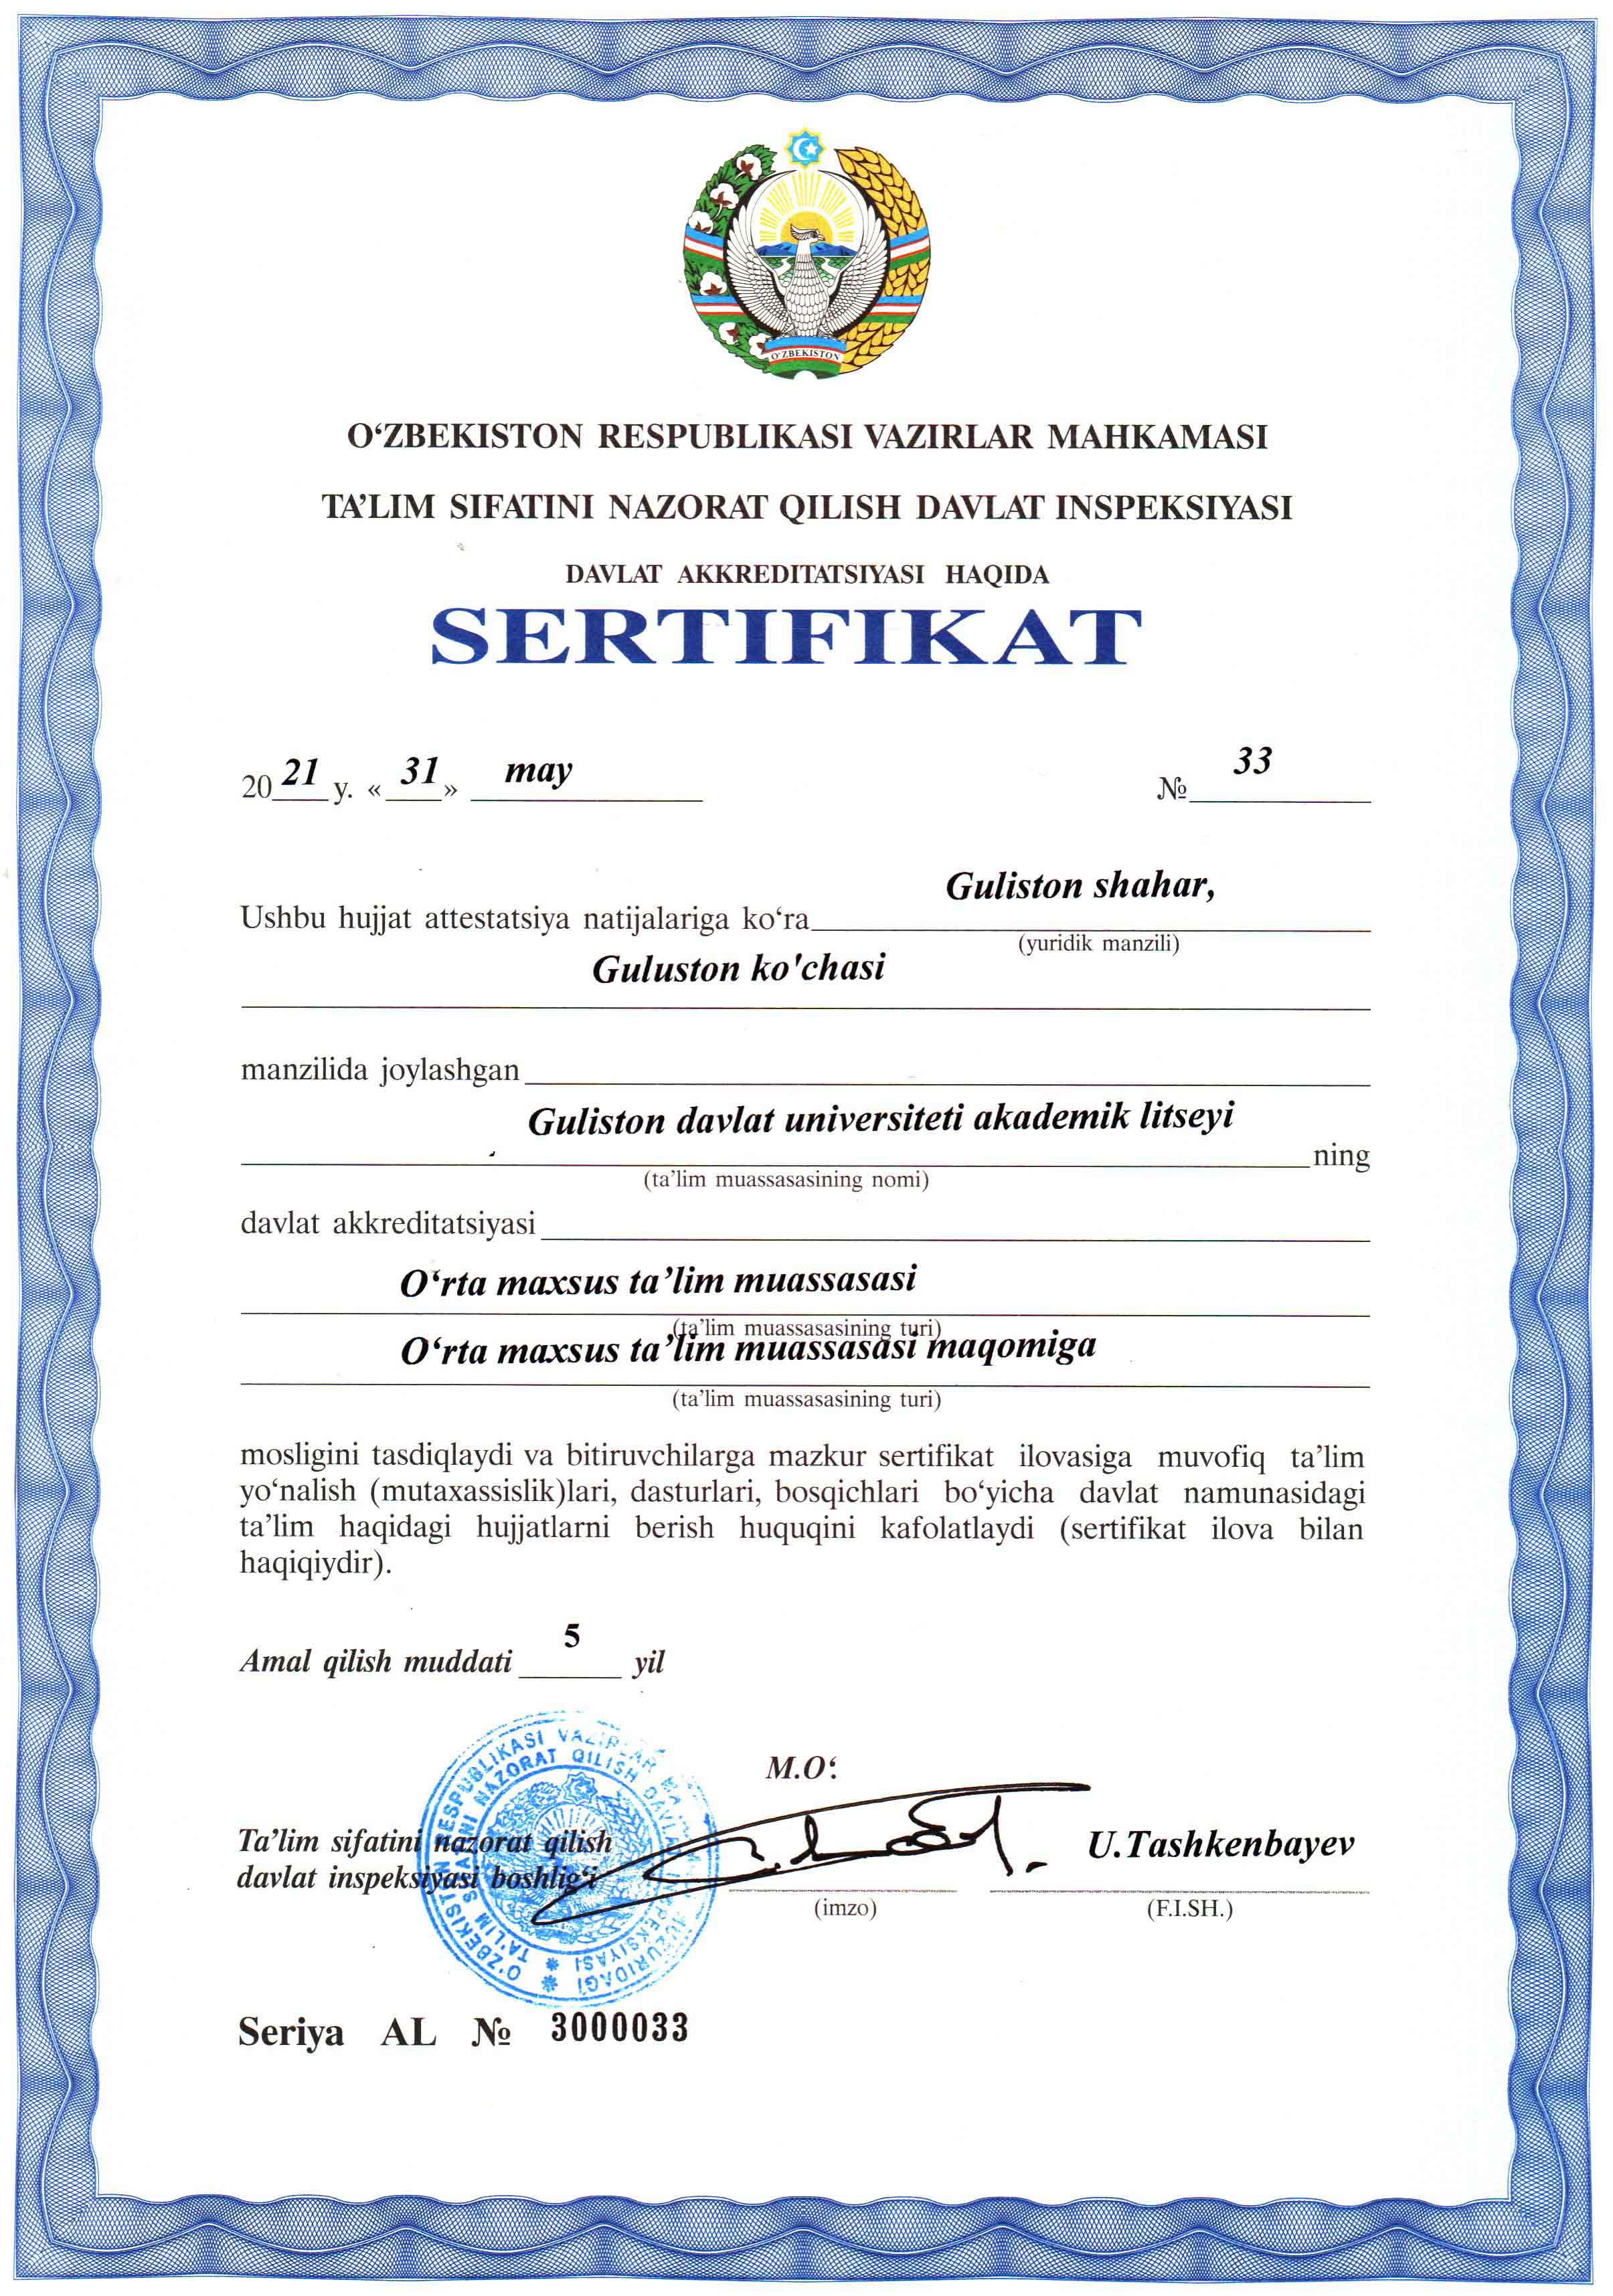 O'ZBEKISTON
O‘ZBEKISTON RESPUBLIKASI VAZIRLAR MAHKAMASI
TA’LIM SIFATINI NAZORAT QILISH DAVLAT INSPEKSIYASI
DAVLAT AKKREDITATSIYASI HAQIDA
SERTIFIKAT
2021 y. «31» may № 33
Ushbu hujjat attestatsiya natijalariga ko‘ra Guliston shahar,
(yuridik manzili)
Guluston ko'chasi
manzilida joylashgan
Guliston davlat universiteti akademik litseyi ning
(ta’lim muassasasining nomi)
davlat akkreditatsiyasi
O‘rta maxsus ta’lim muassasasi
(ta’lim muassasasining turi)
O‘rta maxsus ta’lim muassasasi maqomiga
(ta’lim muassasasining turi)
mosligini tasdiqlaydi va bitiruvchilarga mazkur sertifikat ilovasiga muvofiq ta’lim
yo‘nalish (mutaxassislik)lari, dasturlari, bosqichlari bo‘yicha davlat namunasidagi
ta’lim haqidagi hujjatlarni berish huquqini kafolatlaydi (sertifikat ilova bilan
haqiqiydir).
Amal qilish muddati 5 yil
M.O‘.
Ta’lim sifatini nazorat qilish
davlat inspeksiyasi boshlig‘i
U.Tashkenbayev
(imzo) (F.I.SH.)
O'ZBEKISTON RESPUBLIKASI VAZIRLAR HUZURIDAGI
TA'LIM SIFATINI NAZORAT QILISH DAVLAT INSPEKSIYASI
Seriya AL № 3000033